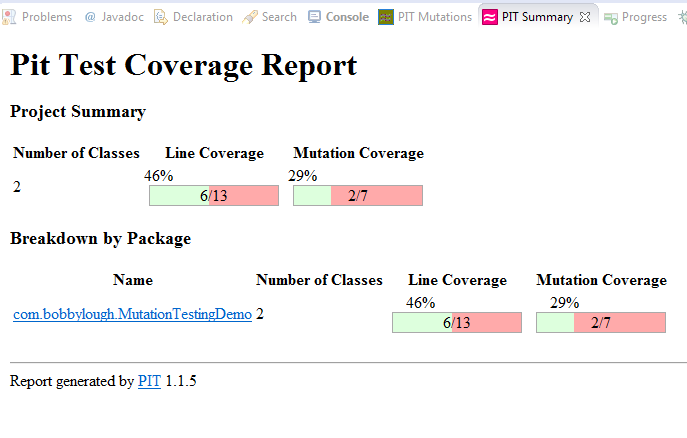 Problems @ Javadoc Declaration Search Console PIT Mutations PIT Summary Progress
Pit Test Coverage Report
Project Summary
Number of Classes Line Coverage Mutation Coverage
46% 29%
2 6/13 2/7
Breakdown by Package
Name Number of Classes Line Coverage Mutation Coverage
46% 29%
com.bobbylough.MutationTestingDemo 2 6/13 2/7
Report generated by PIT 1.1.5